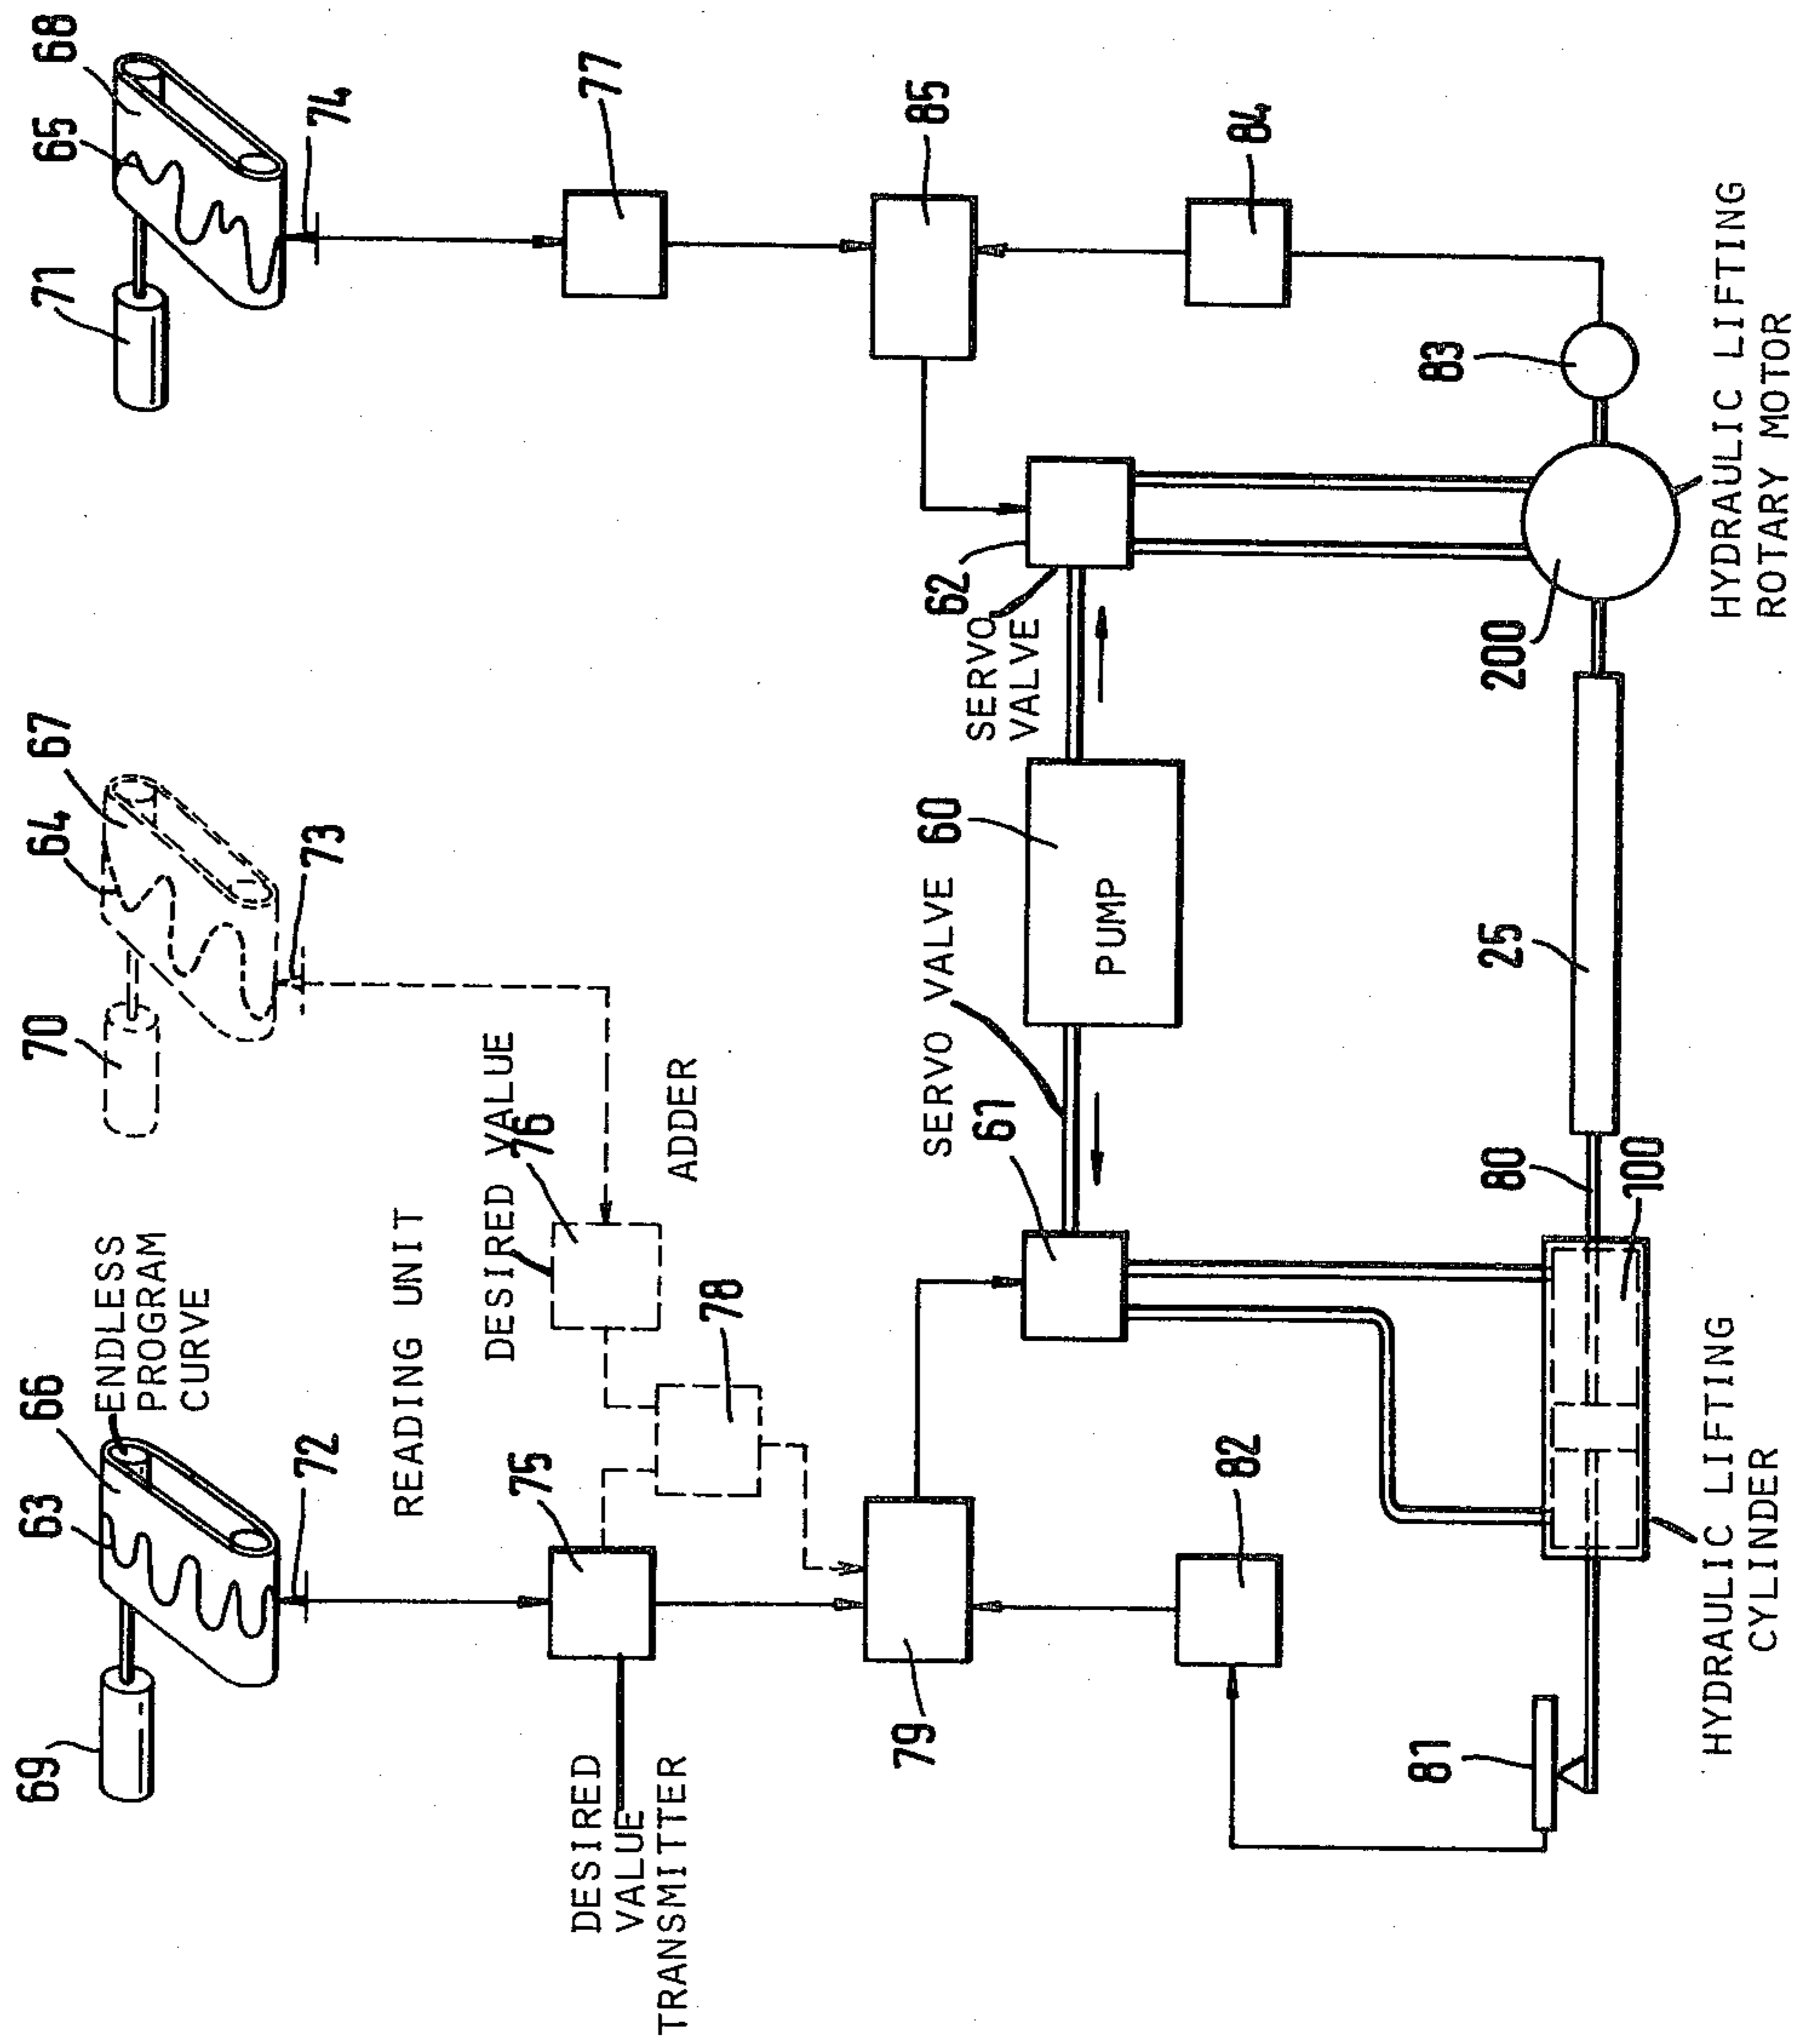 69
63
66
ENDLESS
PROGRAM
CURVE
70
64
67
71
65
68
72
73
74
READING UNIT
DESIRED VALUE
76
ADDER
77
75
78
DESIRED
VALUE
TRANSMITTER
79
82
85
84
SERVO VALVE
61
60
PUMP
62
SERVO
VALVE
81
80
100
25
200
83
HYDRAULIC LIFTING
CYLINDER
HYDRAULIC LIFTING
ROTARY MOTOR